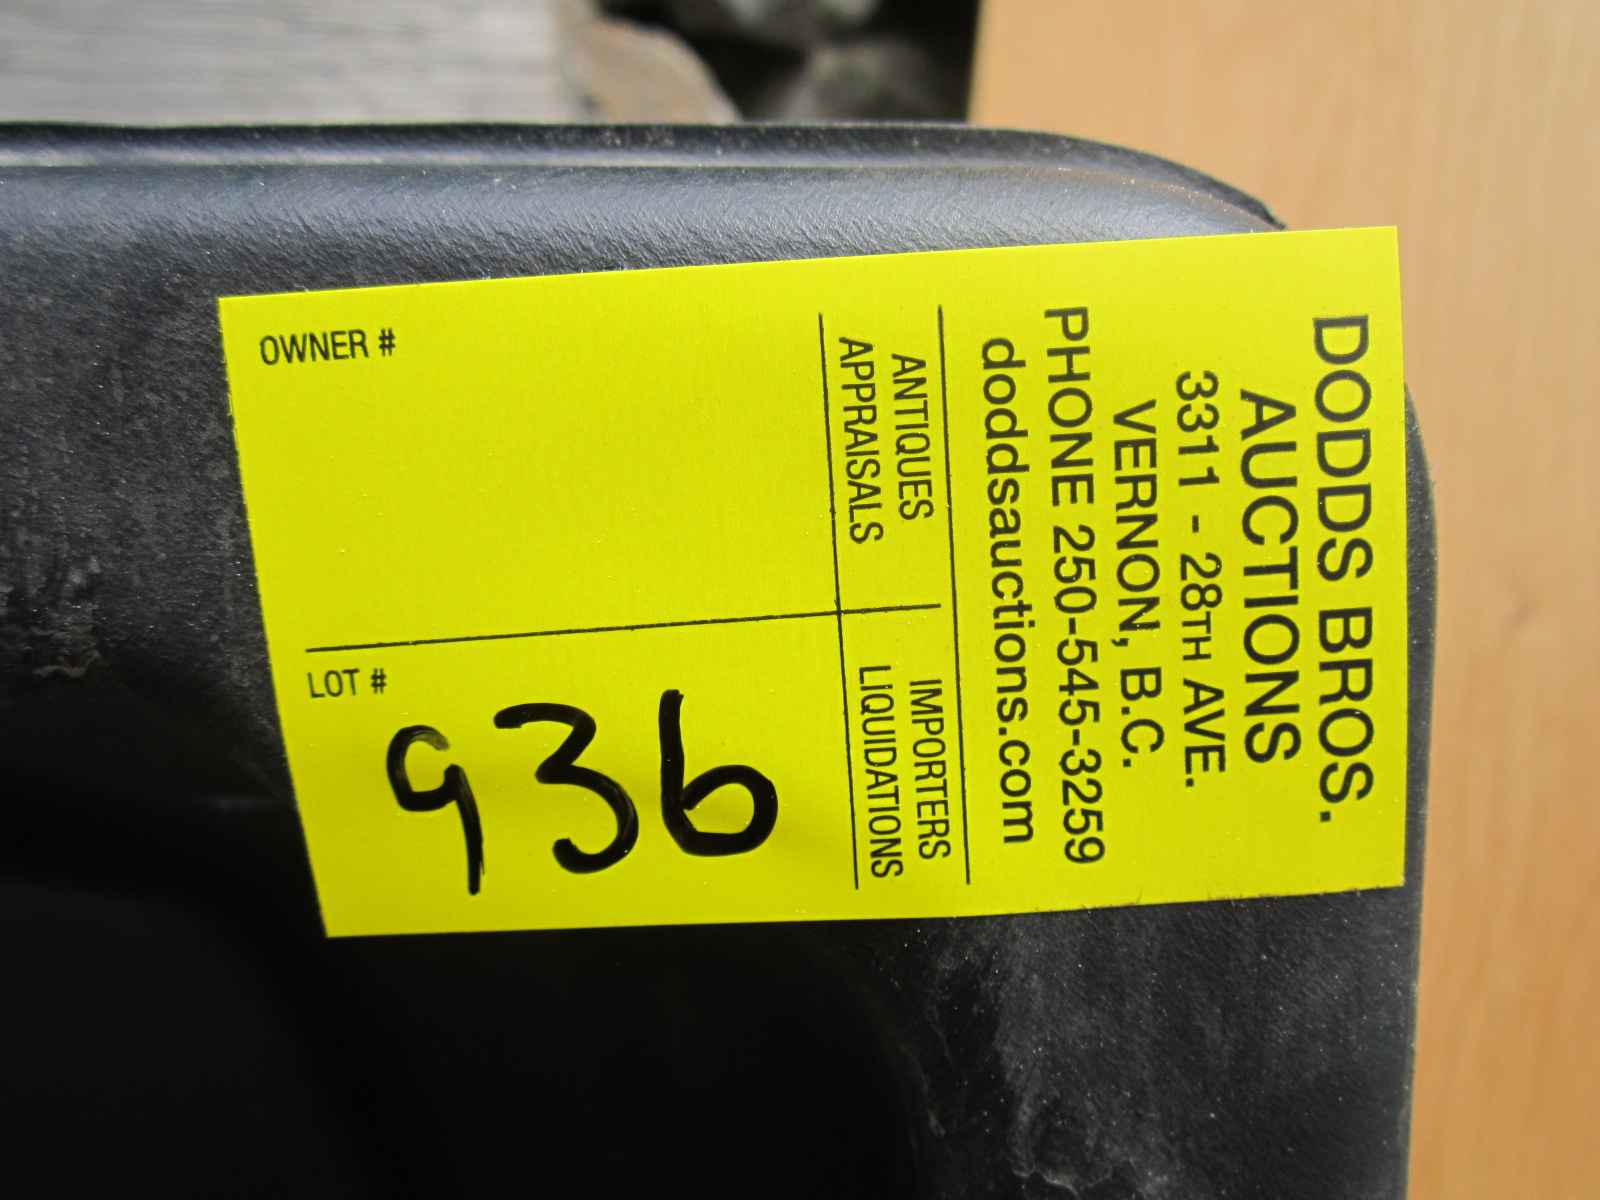 DODDS BROS.
AUCTIONS
3311 - 28TH AVE.
VERNON, B.C.
PHONE 250-545-3259
doddsauctions.com
ANTIQUES
APPRAISALS
IMPORTERS
LIQUIDATIONS
OWNER #
LOT #
936